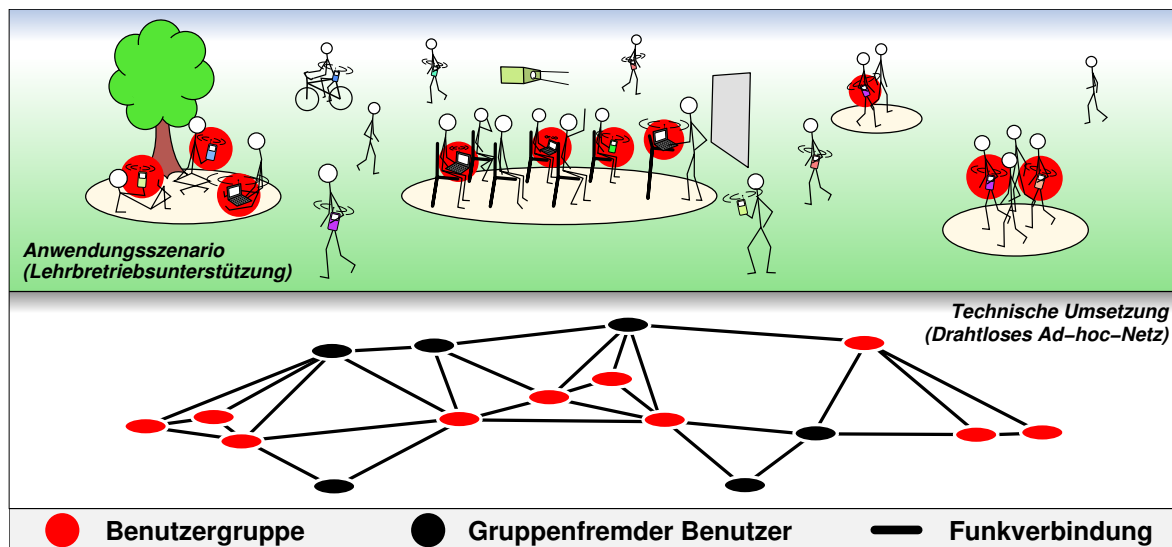 Anwendungsszenario
(Lehrbretriebsunterstützung)
Technische Umsetzung
(Drahtloses Ad−hoc−Netz)
Benutzergruppe
Gruppenfremder Benutzer
Funkverbindung